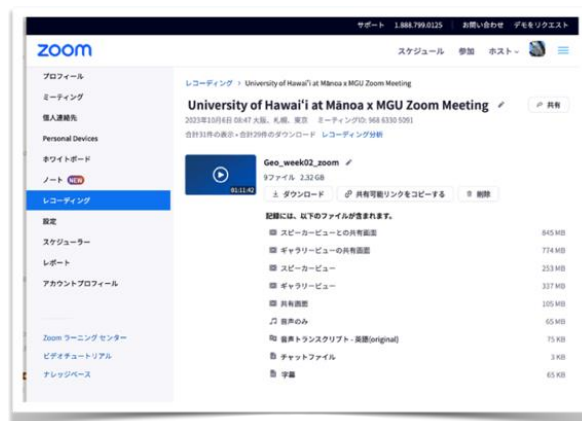 サポート 1.888.799.0125 お問い合わせ デモをリクエスト
zoom スケジュール 参加 ホスト
プロフィール
ミーティング
個人連絡先
Personal Devices
ホワイトボード
ノート NEW
レコーディング
設定
スケジューラー
レポート
アカウントプロフィール
Zoom ラーニング センター
ビデオチュートリアル
ナレッジベース
レコーディング > University of Hawaiʻi at Mānoa x MGU Zoom Meeting
University of Hawaiʻi at Mānoa x MGU Zoom Meeting 共有
2023年10月6日 08:47 大阪、札幌、東京 ミーティングID: 968 6330 5091
合計31件の表示 • 合計29件のダウンロード レコーディング分析
Geo_week02_zoom
9ファイル 2.32 GB
01:11:42 ダウンロード 共有可能リンクをコピーする 削除
記録には、以下のファイルが含まれます。
スピーカービューとの共有画面 845 MB
ギャラリービューの共有画面 774 MB
スピーカービュー 253 MB
ギャラリービュー 337 MB
共有画面 105 MB
音声のみ 65 MB
音声トランスクリプト - 英語(original) 75 KB
チャットファイル 3 KB
字幕 65 KB